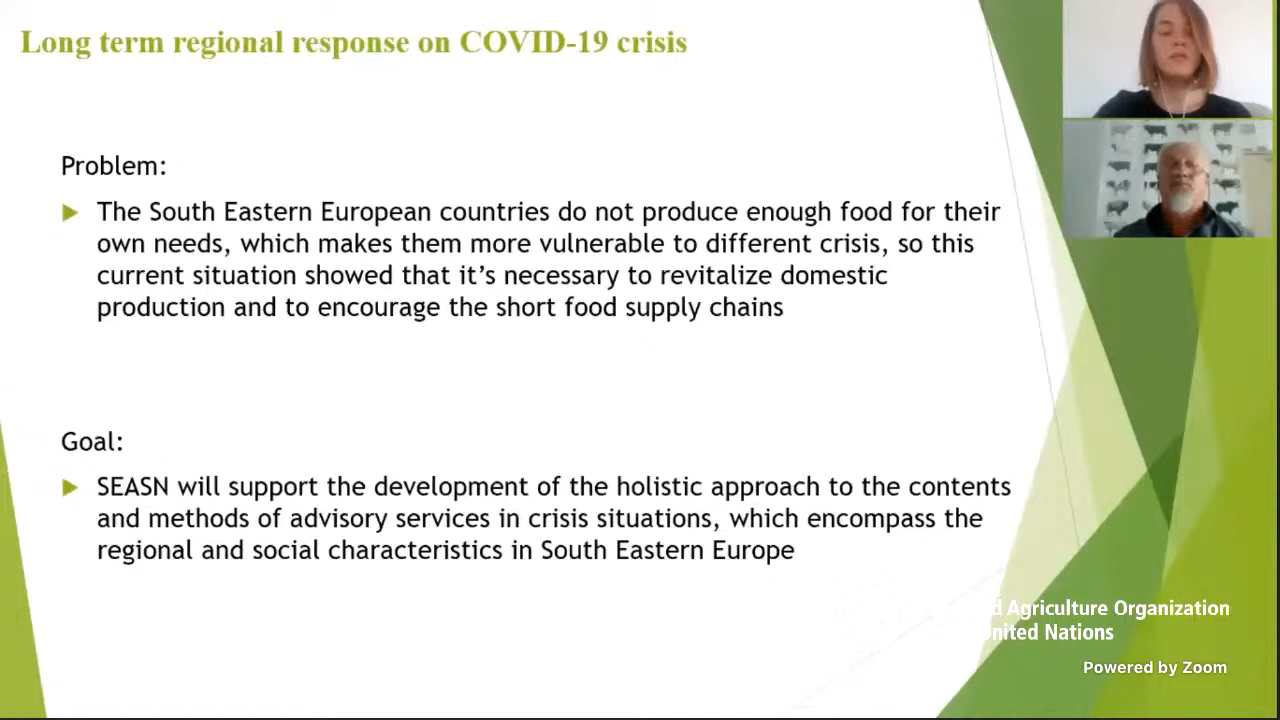 Long term regional response on COVID-19 crisis
Problem:
The South Eastern European countries do not produce enough food for their
own needs, which makes them more vulnerable to different crisis, so this
current situation showed that it’s necessary to revitalize domestic
production and to encourage the short food supply chains
Goal:
SEASN will support the development of the holistic approach to the contents
and methods of advisory services in crisis situations, which encompass the
regional and social characteristics in South Eastern Europe
Agriculture Organization
United Nations
Powered by Zoom